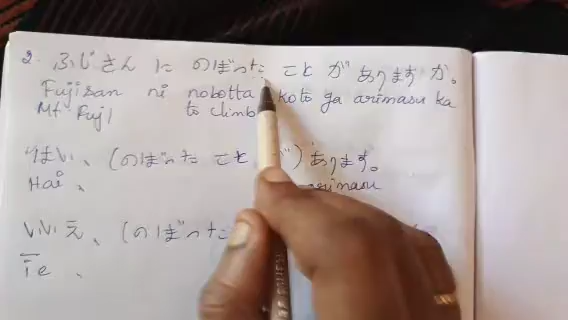 2. ふじさん に のぼった こと が あります か。
Fujisan ni nobotta koto ga arimasu ka
Mt. Fuji to climb
はい、 (のぼった こと が) あります。
Hai、 arimasu
いいえ、 (のぼった
īe 、